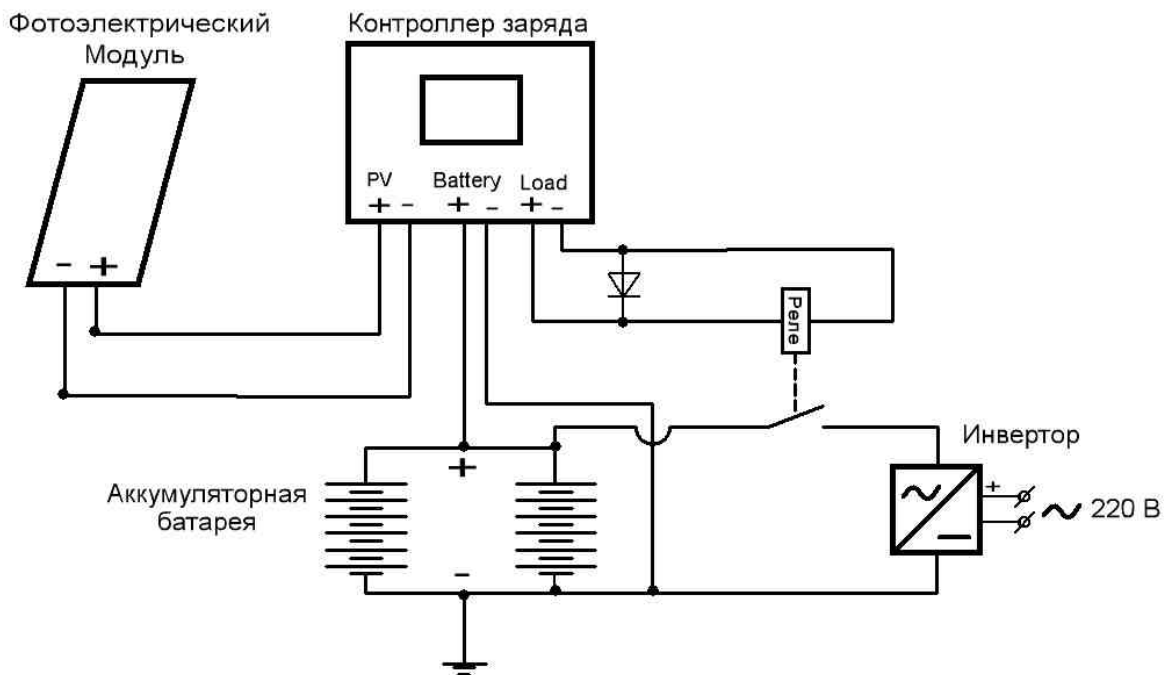 Фотоэлектрический
Модуль
Контроллер заряда
PV Battery Load
+ - + - + -
- +
Реле
+
Инвертор
Аккумуляторная
батарея
+
~ 220 В
-